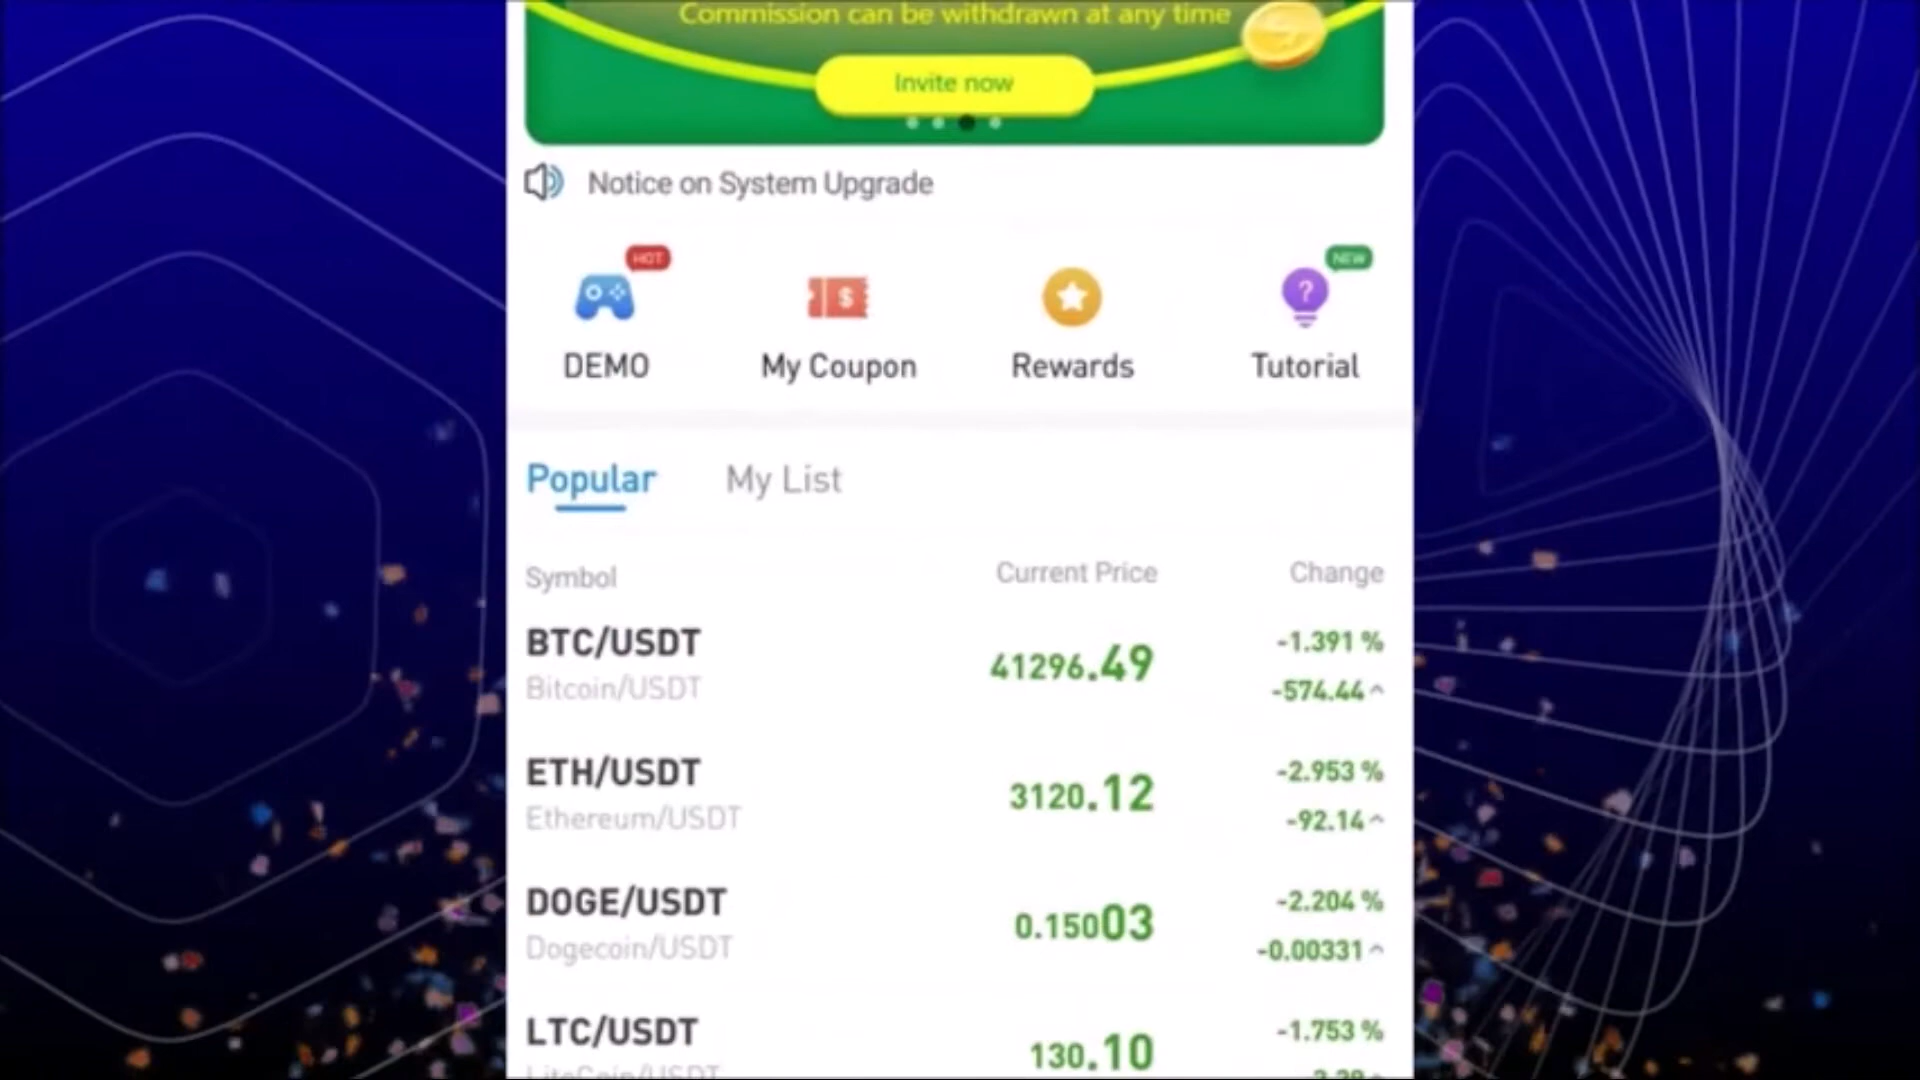 Commission can be withdrawn at any time
Invite now
Notice on System Upgrade
HOT
NEW
DEMO
My Coupon
Rewards
Tutorial
Popular
My List
Symbol
Current Price
Change
BTC/USDT
41296.49
-1.391 %
Bitcoin/USDT
-574.44
ETH/USDT
3120.12
-2.953 %
Ethereum/USDT
-92.14
DOGE/USDT
0.15003
-2.204 %
Dogecoin/USDT
-0.00331
LTC/USDT
130.10
-1.753 %
LiteCoin/USDT